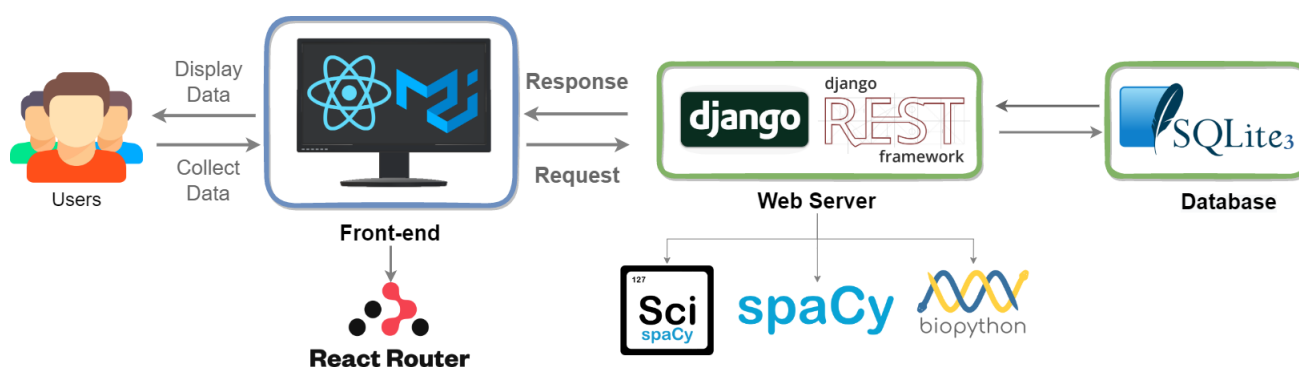 Display
Data
Collect
Data
Users
Front-end
React Router
Response
Request
django
django
REST
framework
Web Server
127
Sci
spaCy
spaCy
biopython
SQLite3
Database